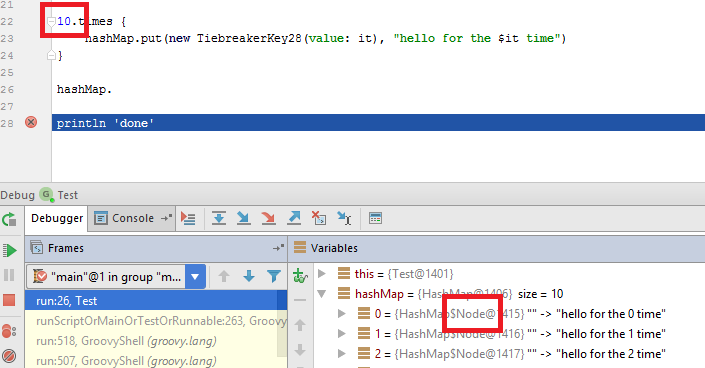 21
22 10.times {
23 hashMap.put(new TiebreakerKey28(value: it), "hello for the $it time")
24 }
25
26 hashMap.
27
28 println 'done'
Debug Test
Debugger Console
Frames Variables
"main"@1 in group "m... this = {Test@1401}
run:26, Test hashMap = {HashMap@1406} size = 10
runScriptOrMainOrTestOrRunnable:263, Groovy 0 = {HashMap$Node@1415} "" -> "hello for the 0 time"
run:518, GroovyShell (groovy.lang) 1 = {HashMap$Node@1416} "" -> "hello for the 1 time"
run:507, GroovyShell (groovy.lang) 2 = {HashMap$Node@1417} "" -> "hello for the 2 time"